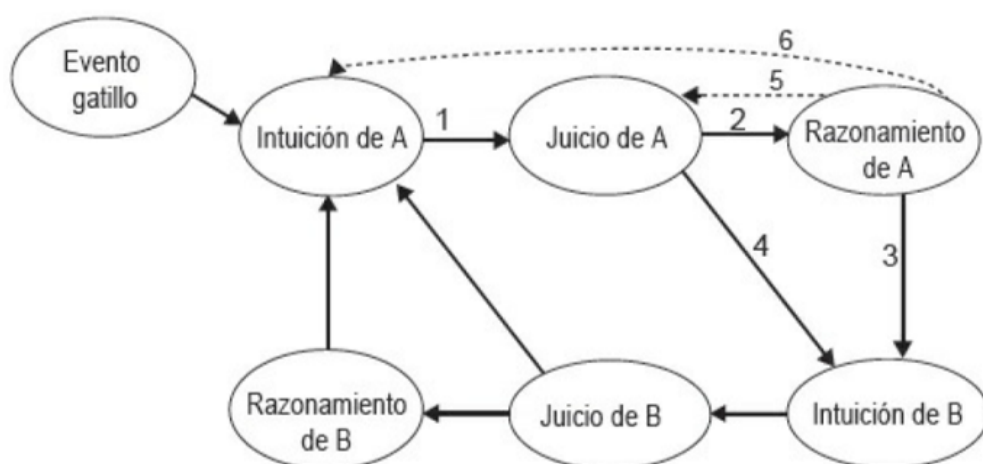 6
Evento
gatillo
5
1
2
Intuición de A
Juicio de A
Razonamiento
de A
4
3
Razonamiento
de B
Juicio de B
Intuición de B